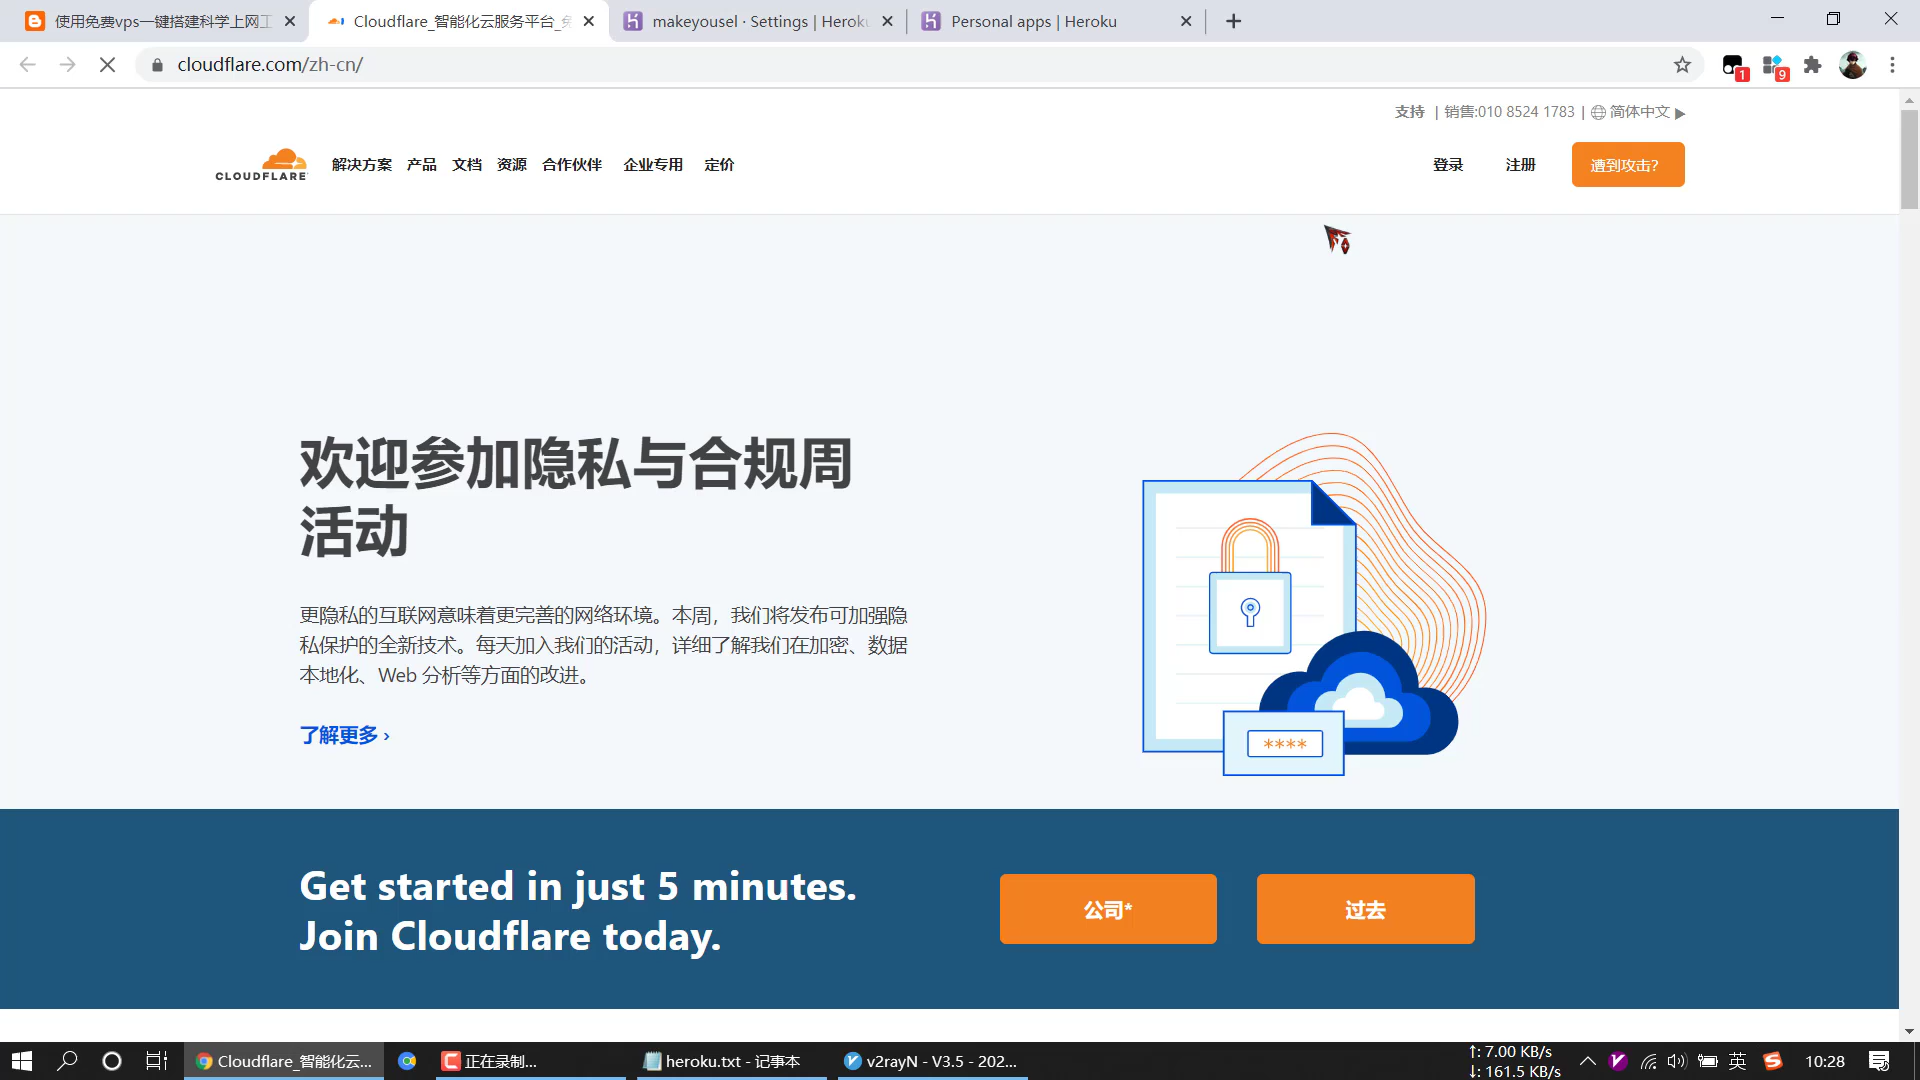 使用免费vps一键搭建科学上网工
Cloudflare_智能化云服务平台_免
makeyousel · Settings | Heroku
Personal apps | Heroku
cloudflare.com/zh-cn/
1
9
支持 | 销售:010 8524 1783 | 简体中文 ▶
CLOUDFLARE
解决方案 产品 文档 资源 合作伙伴 企业专用 定价
登录 注册 遭到攻击?
欢迎参加隐私与合规周
活动
更隐私的互联网意味着更完善的网络环境。本周，我们将发布可加强隐
私保护的全新技术。每天加入我们的活动，详细了解我们在加密、数据
本地化、Web 分析等方面的改进。
了解更多 ›
****
Get started in just 5 minutes.
Join Cloudflare today.
公司*
过去
Cloudflare_智能化云...
正在录制...
heroku.txt - 记事本
v2rayN - V3.5 - 202...
↑: 7.00 KB/s
↓: 161.5 KB/s
英
10:28